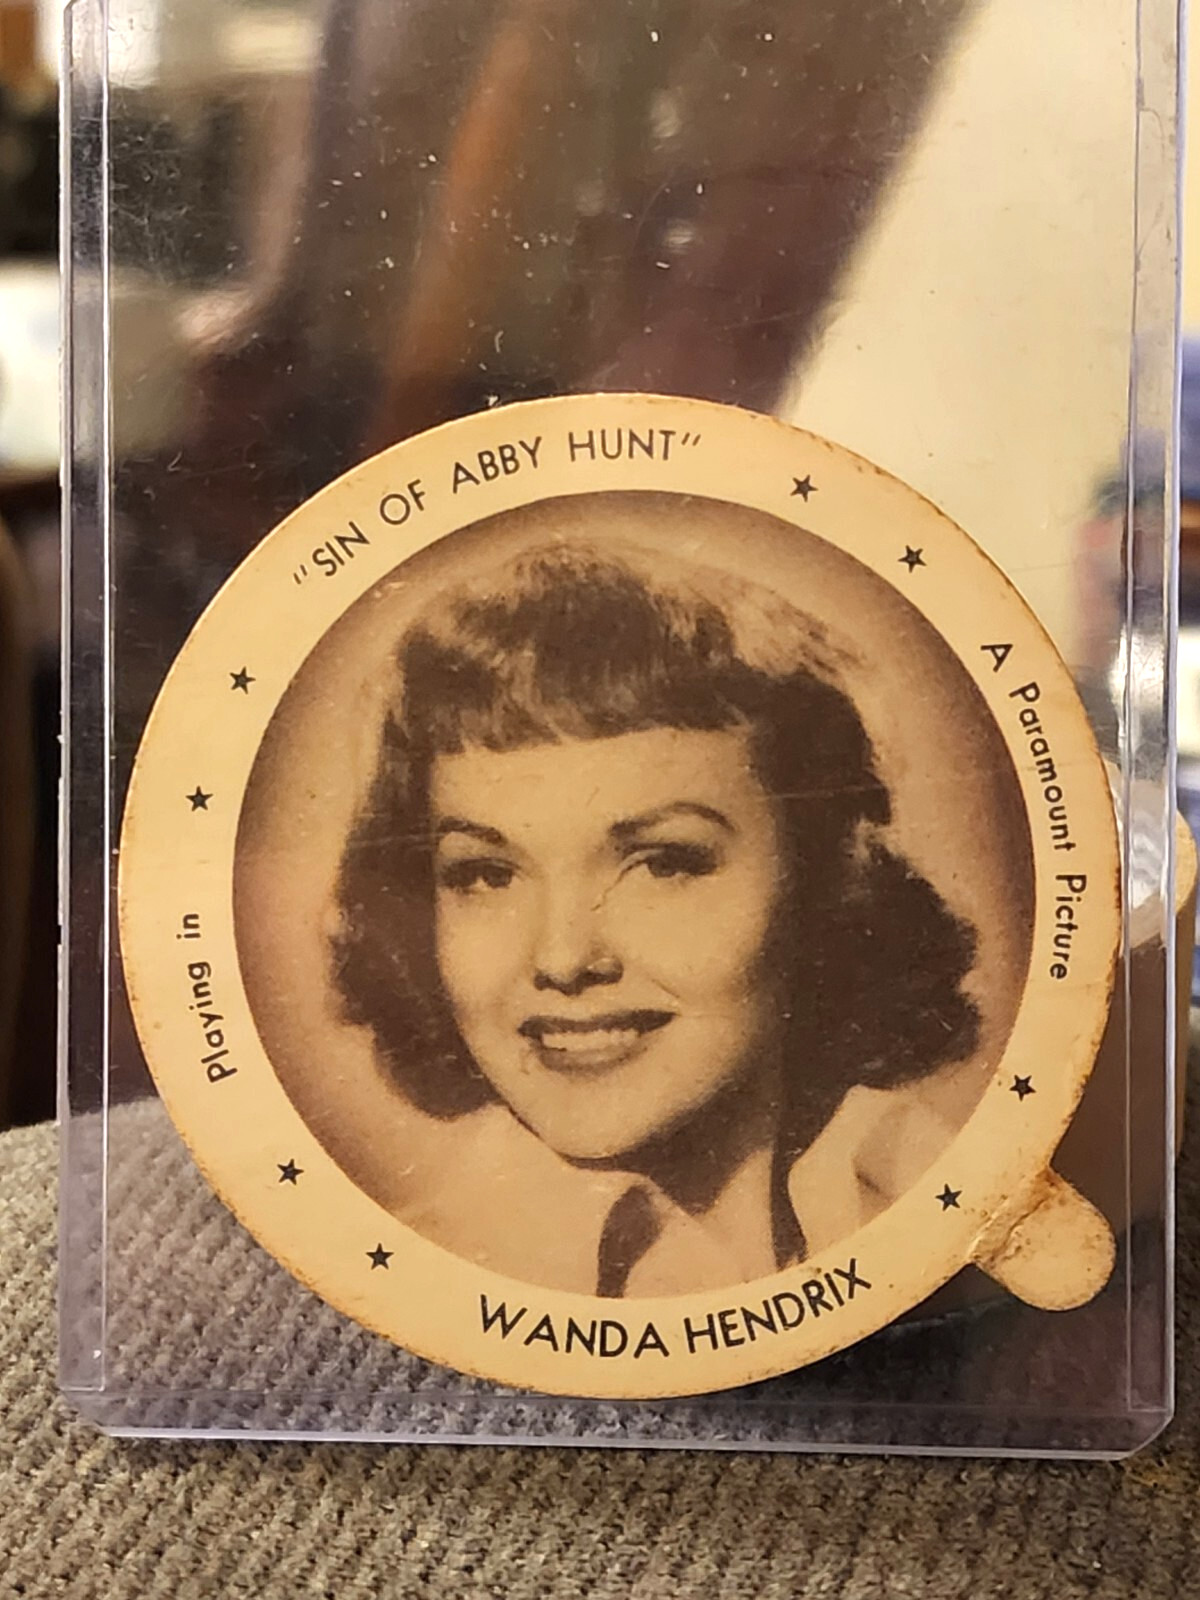 Playing in
"SIN OF ABBY HUNT"
A Paramount Picture
WANDA HENDRIX